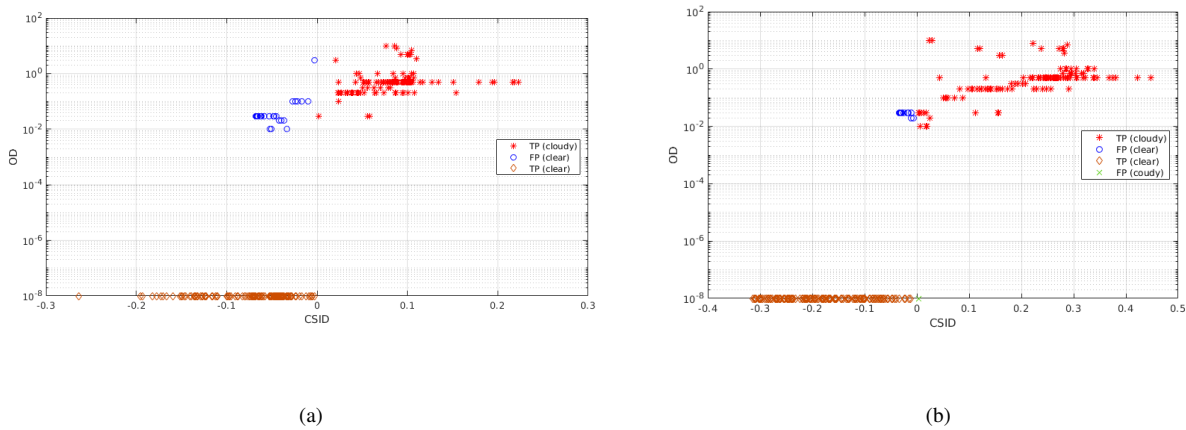 10^2
10^0
10^-2
10^-4
10^-6
10^-8
OD
-0.3 -0.2 -0.1 0 0.1 0.2 0.3
CSID
TP (cloudy)
FP (clear)
TP (clear)
(a)
10^2
10^0
10^-2
10^-4
10^-6
10^-8
OD
-0.4 -0.3 -0.2 -0.1 0 0.1 0.2 0.3 0.4 0.5
CSID
TP (cloudy)
FP (clear)
TP (clear)
FP (coudy)
(b)